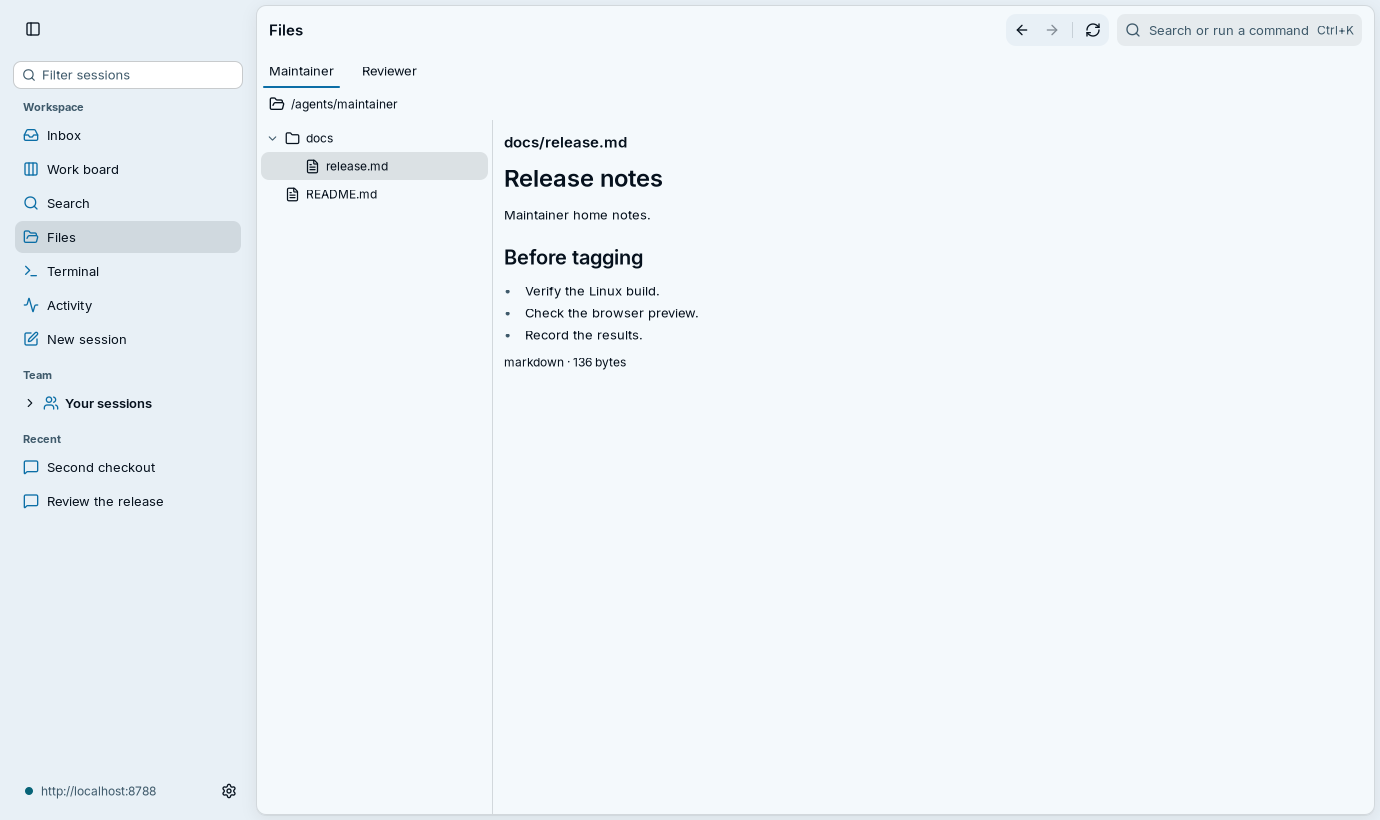 Filter sessions
Workspace
Inbox
Work board
Search
Files
Terminal
Activity
New session
Team
Your sessions
Recent
Second checkout
Review the release
http://localhost:8788
Files
Search or run a command Ctrl+K
Maintainer Reviewer
/agents/maintainer
docs
release.md
README.md
docs/release.md
Release notes
Maintainer home notes.
Before tagging
• Verify the Linux build.
• Check the browser preview.
• Record the results.
markdown · 136 bytes